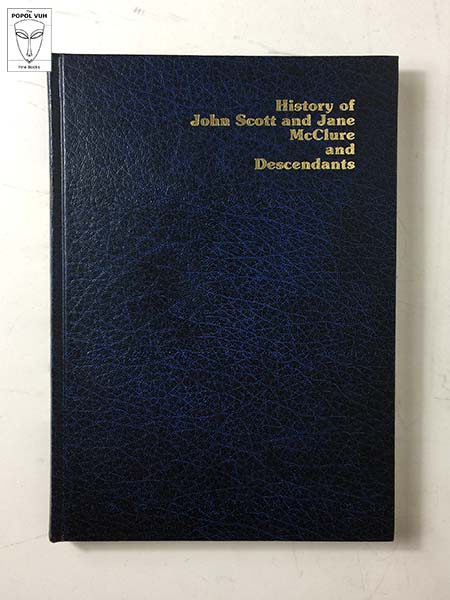 The
POPOL VUH
Fine Books
History of
John Scott and Jane
McClure
and
Descendants